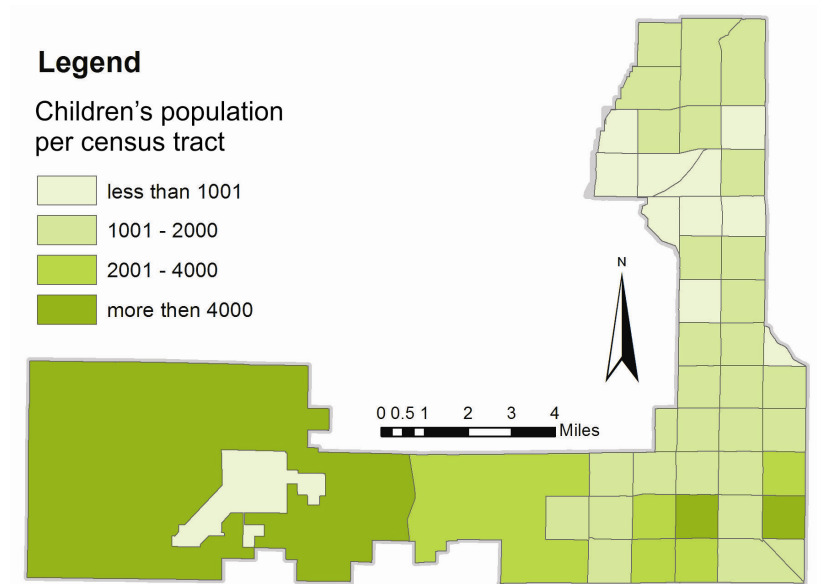 Legend
Children's population
per census tract
less than 1001
1001 - 2000
2001 - 4000
more then 4000
N
0 0.5 1 2 3 4
Miles